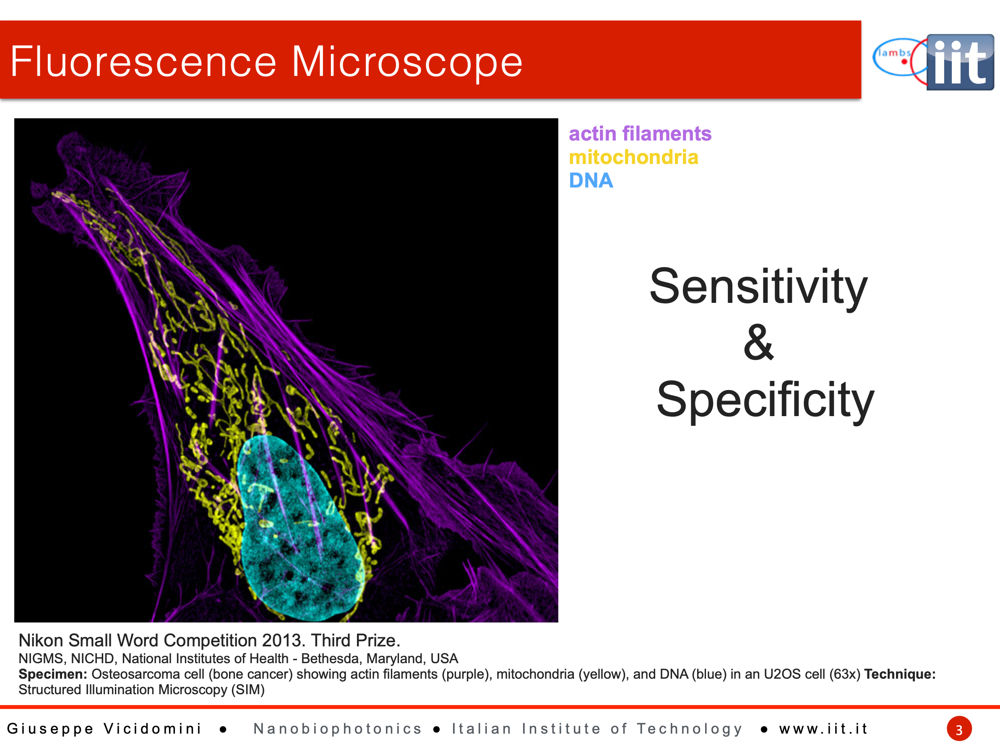 Fluorescence Microscope
lambs
iit
actin filaments
mitochondria
DNA
Sensitivity
&
Specificity
Nikon Small Word Competition 2013. Third Prize.
NIGMS, NICHD, National Institutes of Health - Bethesda, Maryland, USA
Specimen: Osteosarcoma cell (bone cancer) showing actin filaments (purple), mitochondria (yellow), and DNA (blue) in an U2OS cell (63x) Technique:
Structured Illumination Microscopy (SIM)
Giuseppe Vicidomini ● Nanobiophotonics ● Italian Institute of Technology ● www.iit.it
3